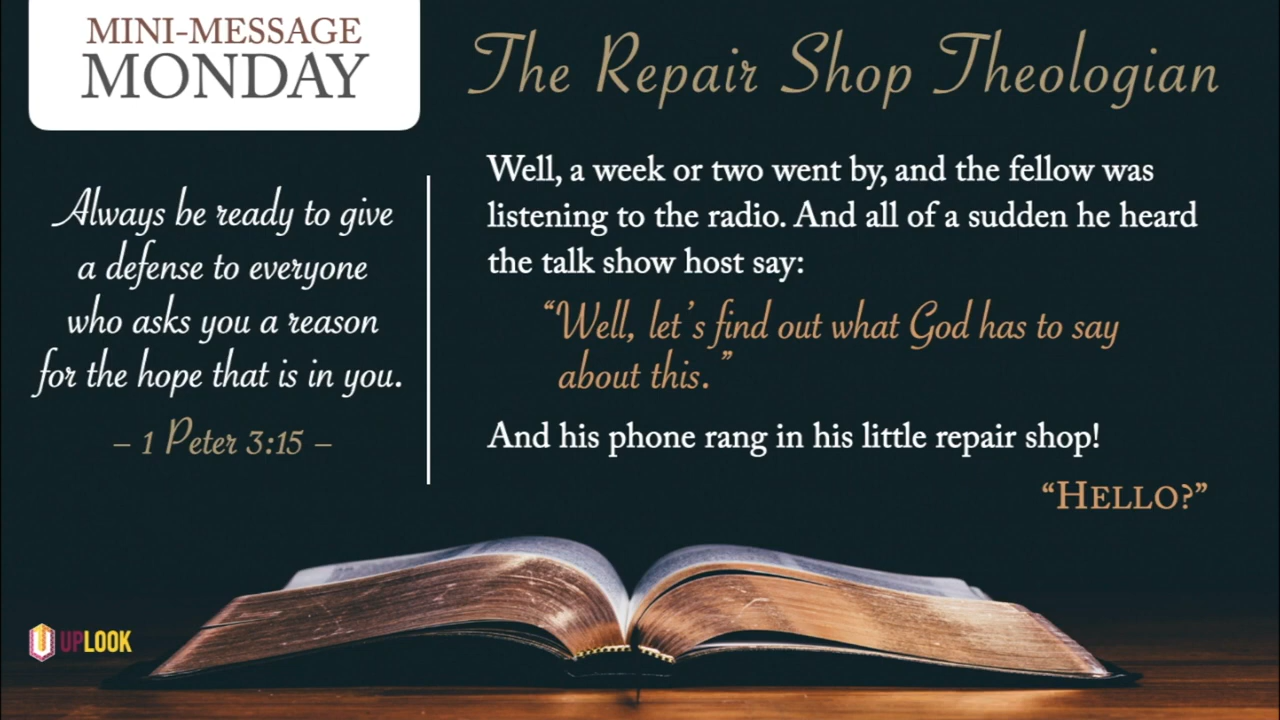 MINI-MESSAGE
MONDAY
The Repair Shop Theologian
Always be ready to give
a defense to everyone
who asks you a reason
for the hope that is in you.
– 1 Peter 3:15 –
Well, a week or two went by, and the fellow was
listening to the radio. And all of a sudden he heard
the talk show host say:
“Well, let’s find out what God has to say
about this.”
And his phone rang in his little repair shop!
“HELLO?”
UPLOOK